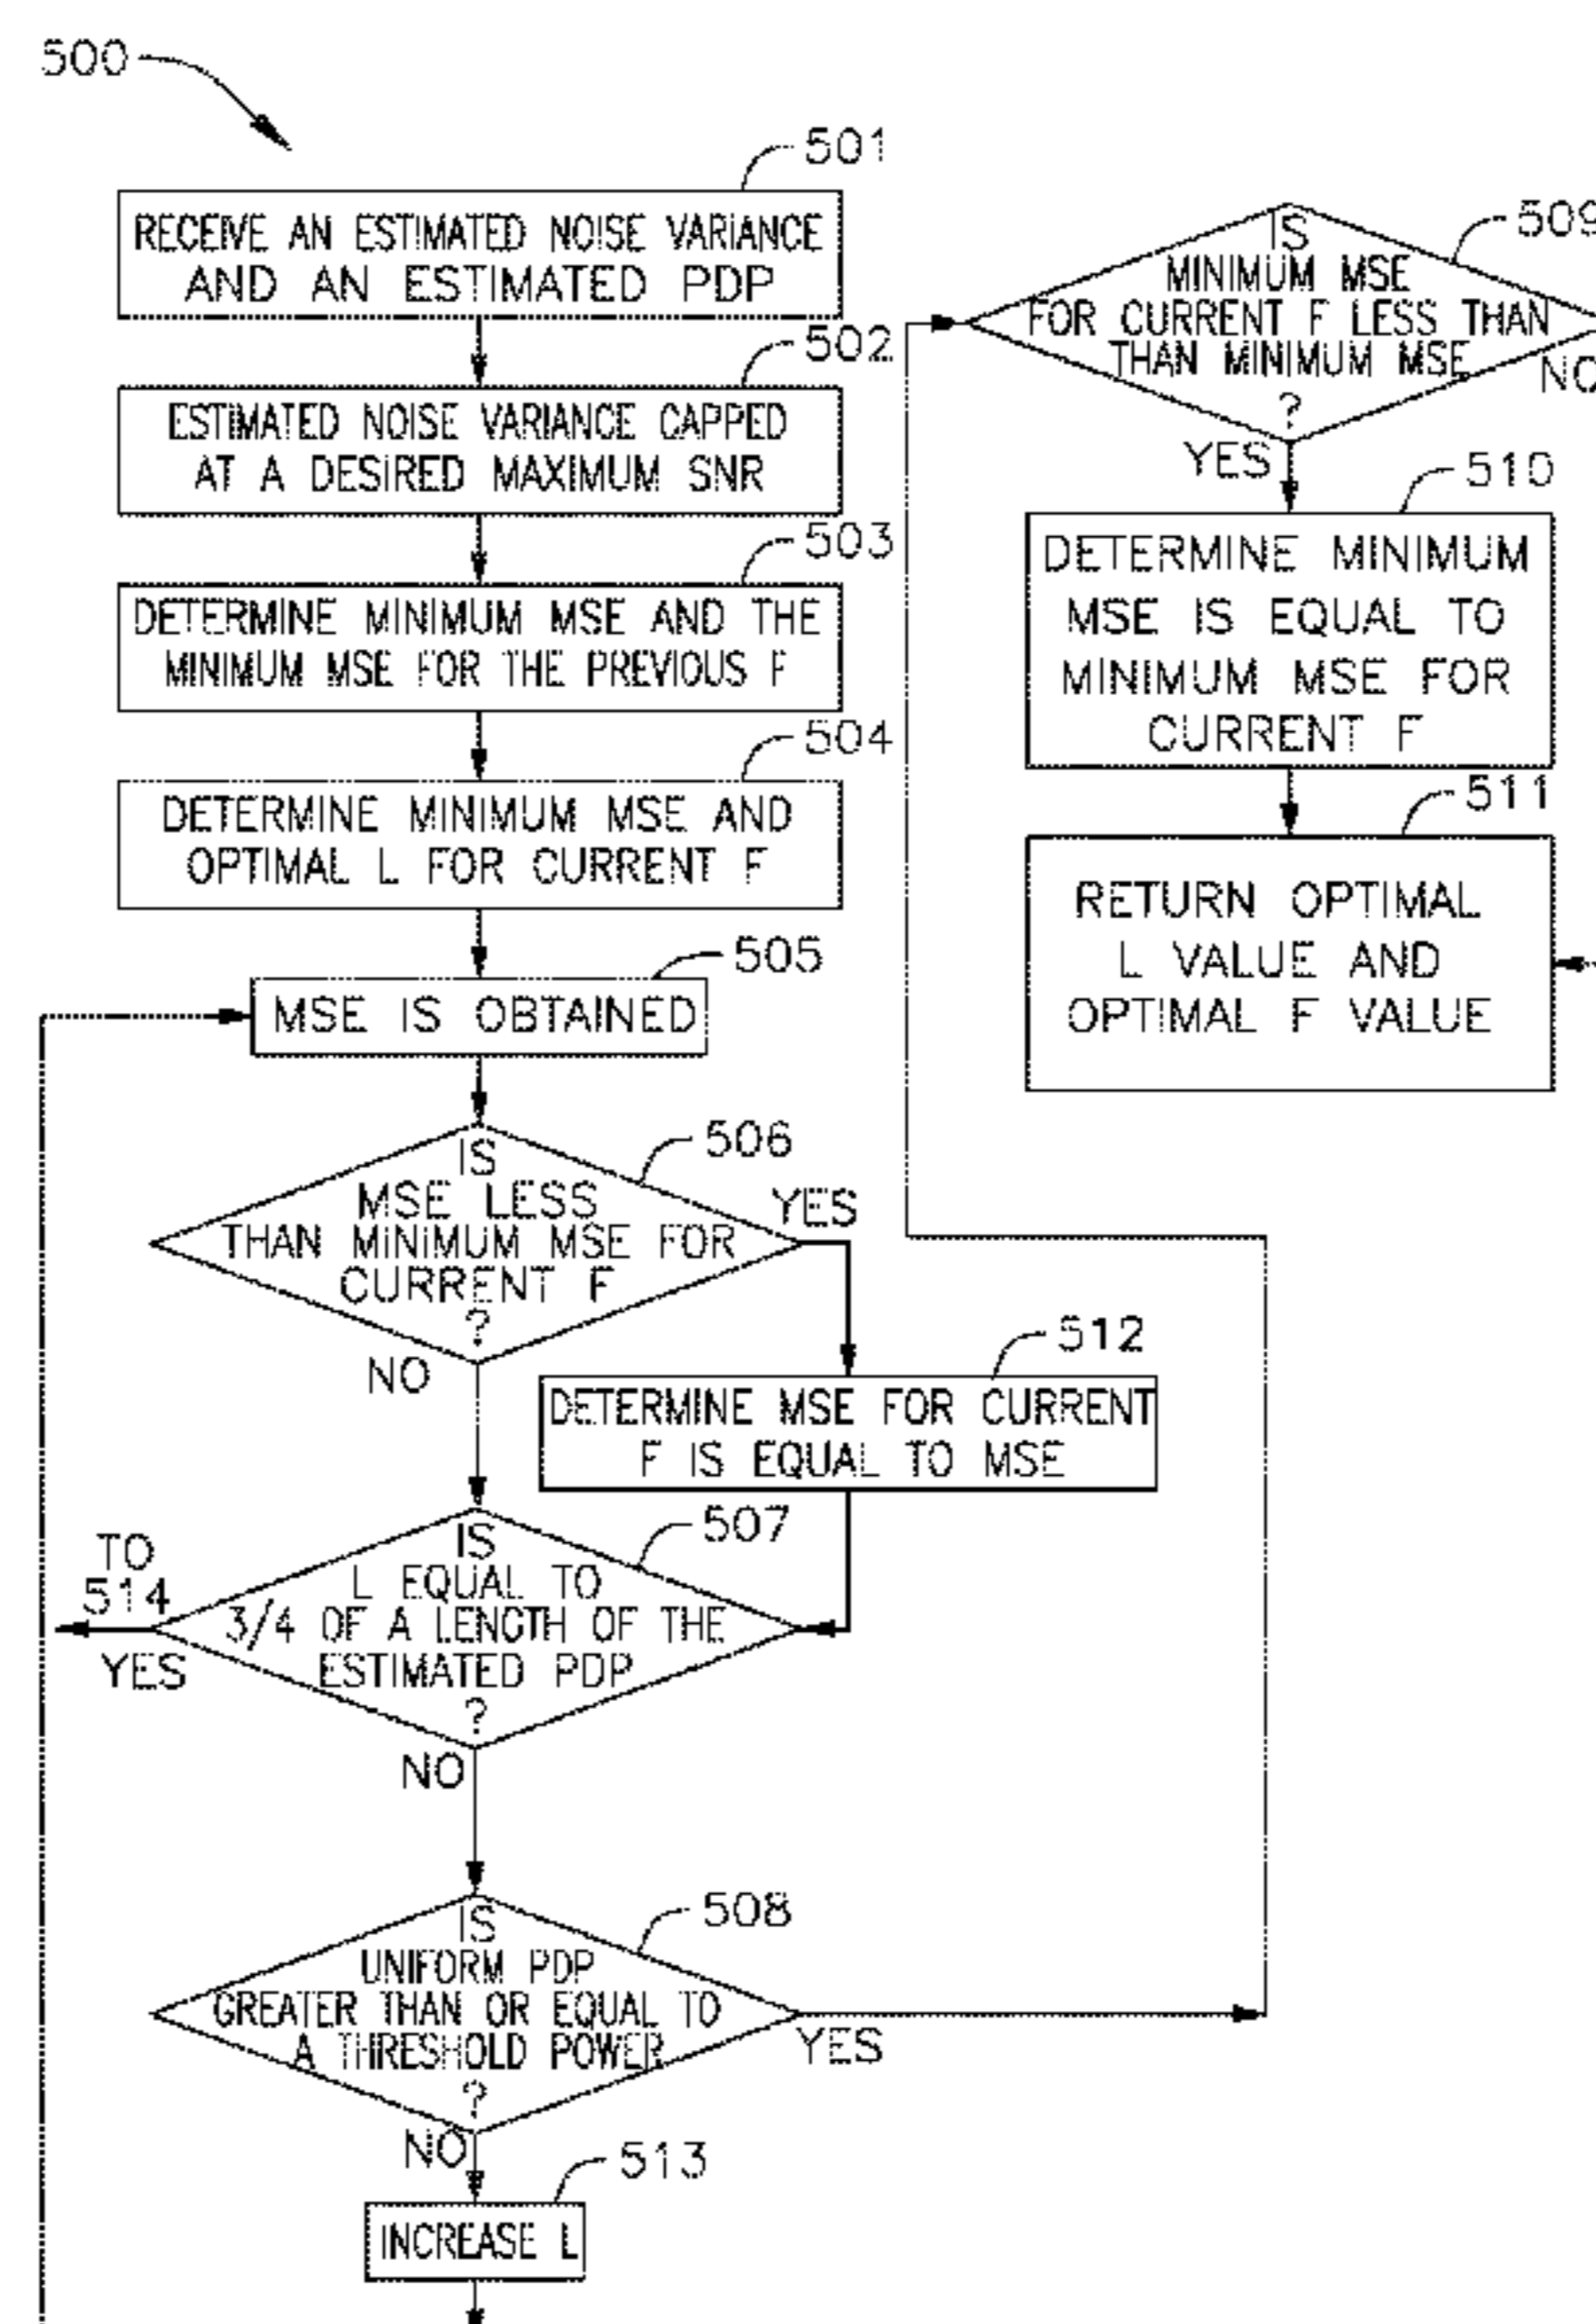 500
501
RECEIVE AN ESTIMATED NOISE VARIANCE
AND AN ESTIMATED PDP
502
ESTIMATED NOISE VARIANCE CAPPED
AT A DESIRED MAXIMUM SNR
503
DETERMINE MINIMUM MSE AND THE
MINIMUM MSE FOR THE PREVIOUS F
504
DETERMINE MINIMUM MSE AND
OPTIMAL L FOR CURRENT F
505
MSE IS OBTAINED
506
IS
MSE LESS
THAN MINIMUM MSE FOR
CURRENT F
?
YES
NO
512
DETERMINE MSE FOR CURRENT
F IS EQUAL TO MSE
507
IS
L EQUAL TO
3/4 OF A LENGTH OF THE
ESTIMATED PDP
?
TO
514
YES
NO
508
IS
UNIFORM PDP
GREATER THAN OR EQUAL TO
A THRESHOLD POWER
?
YES
NO
513
INCREASE L
509
IS
MINIMUM MSE
FOR CURRENT F LESS THAN
THAN MINIMUM MSE
?
NO
YES
510
DETERMINE MINIMUM
MSE IS EQUAL TO
MINIMUM MSE FOR
CURRENT F
511
RETURN OPTIMAL
L VALUE AND
OPTIMAL F VALUE